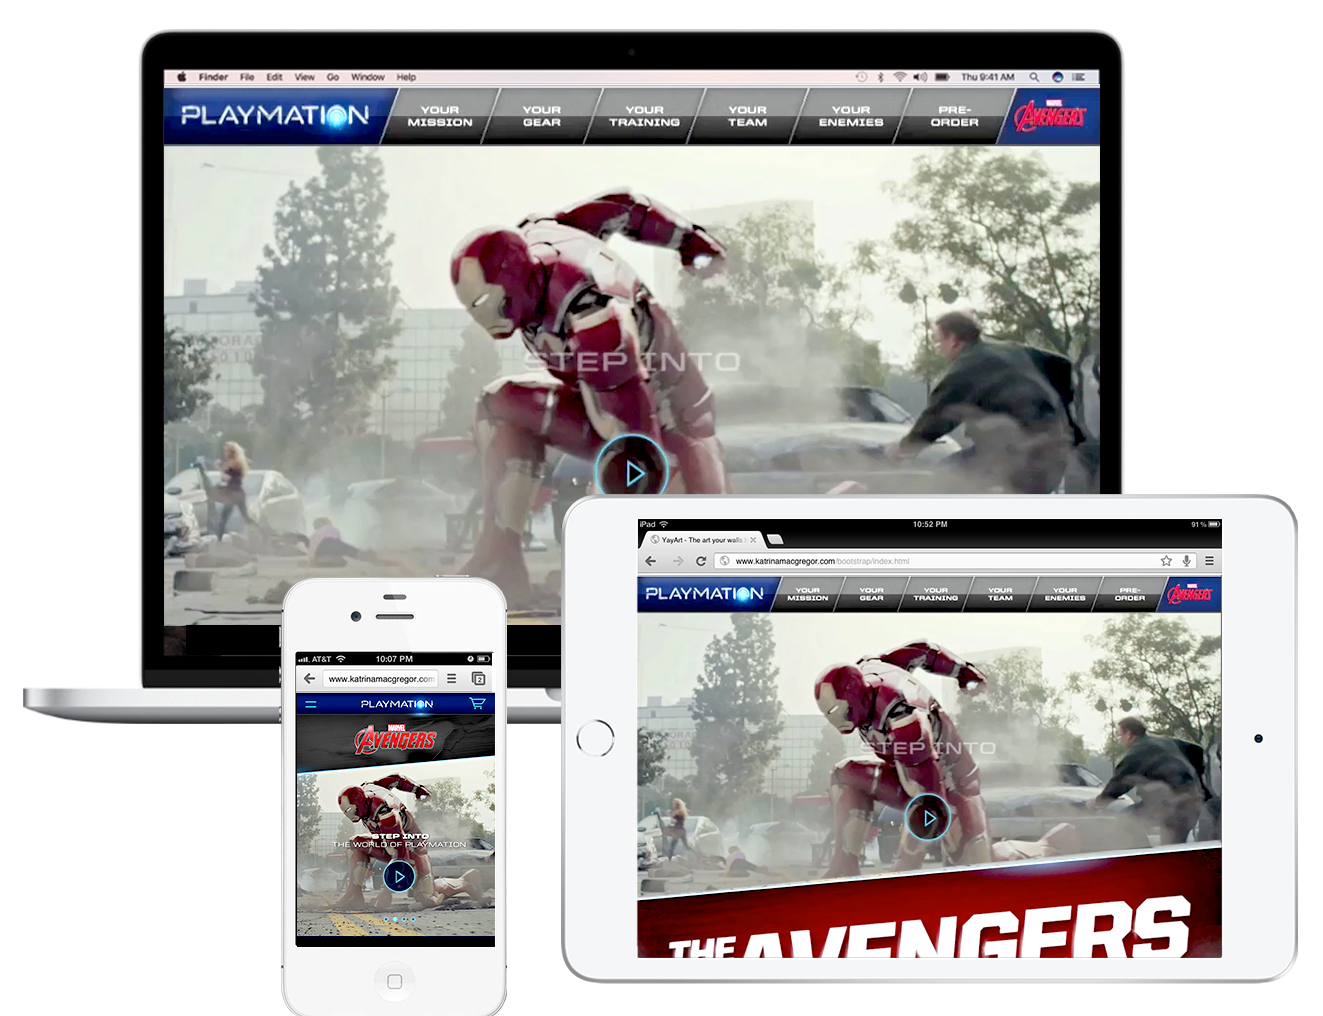 Finder File Edit View Go Window Help
Thu 9:41 AM
PLAYMATION
YOUR
MISSION
YOUR
GEAR
YOUR
TRAINING
YOUR
TEAM
YOUR
ENEMIES
PRE-
ORDER
MARVEL
AVENGERS
STEP INTO
iPad
10:52 PM
91%
YayArt - The art your walls
www.katrinamacgregor.com/bootstrap/index.html
PLAYMATION
YOUR
MISSION
YOUR
GEAR
YOUR
TRAINING
YOUR
TEAM
YOUR
ENEMIES
PRE-
ORDER
MARVEL
AVENGERS
STEP INTO
THE AVENGERS
AT&T
10:07 PM
www.katrinamacgregor.com
2
PLAYMATION
MARVEL
AVENGERS
STEP INTO
THE WORLD OF PLAYMATION